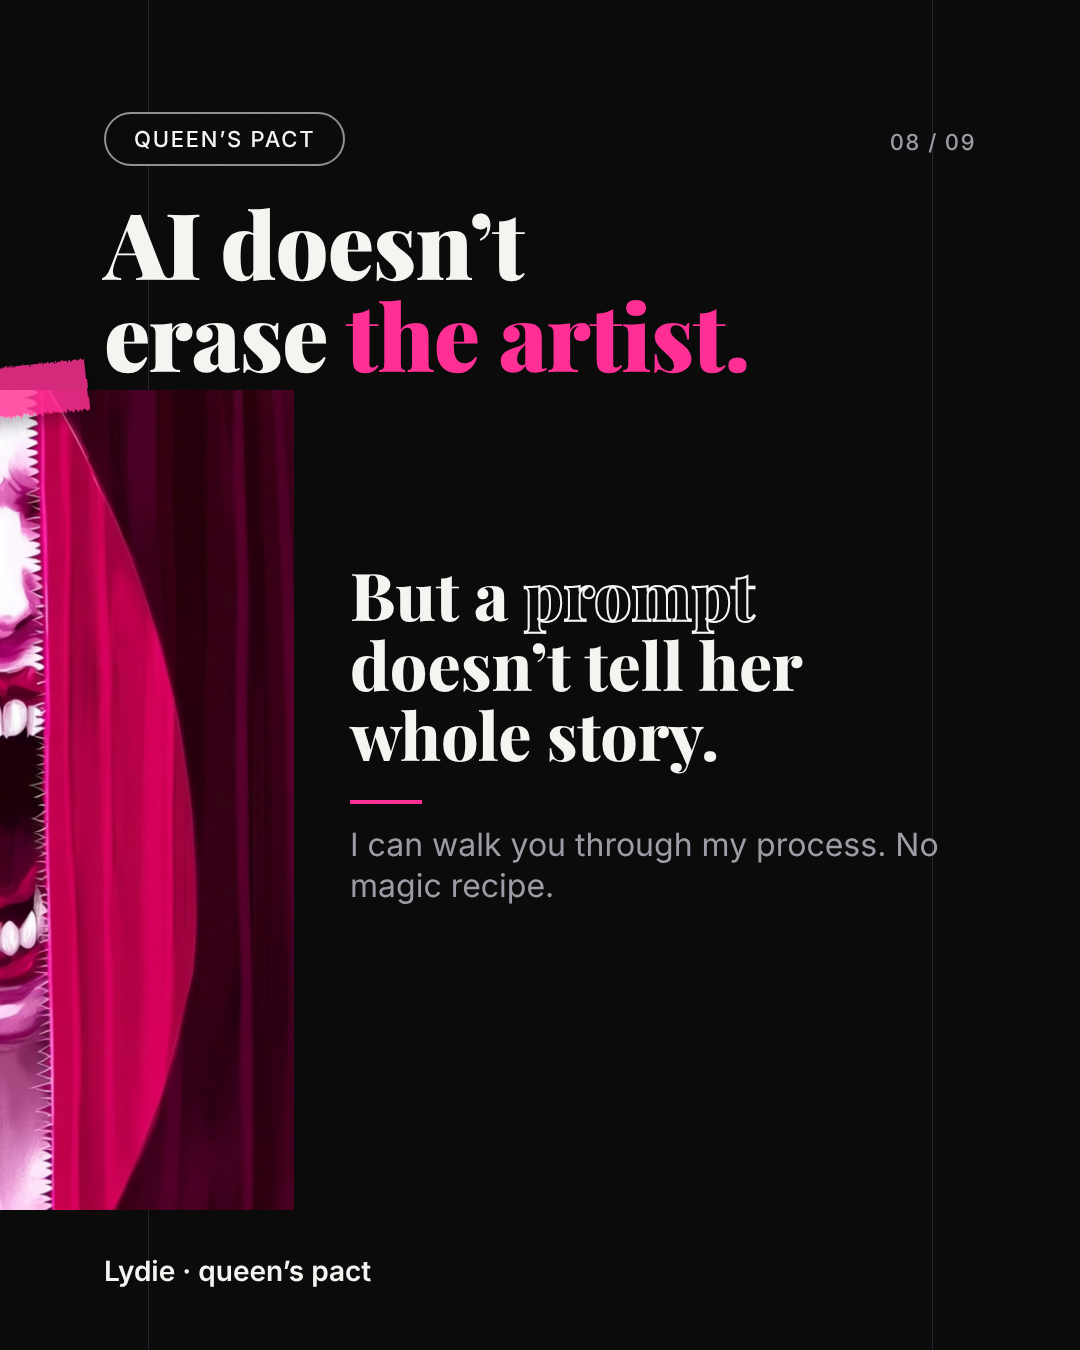 QUEEN’S PACT
08 / 09
AI doesn’t
erase the artist.
But a prompt
doesn’t tell her
whole story.
I can walk you through my process. No
magic recipe.
Lydie · queen’s pact